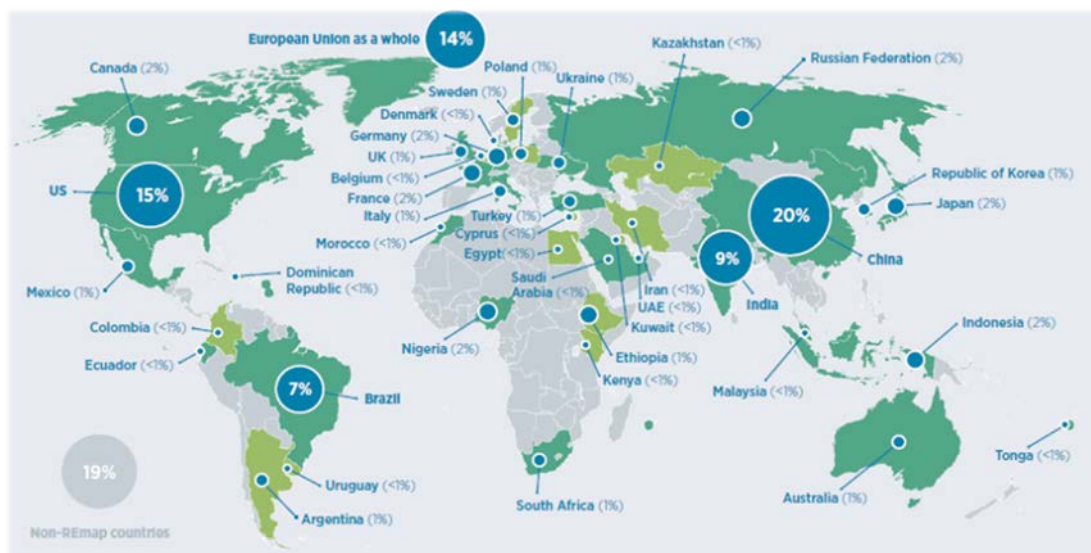 European Union as a whole
14%
Canada (2%)
Kazakhstan (<1%)
Russian Federation (2%)
Poland (1%)
Ukraine (1%)
Sweden (1%)
Denmark (<1%)
Germany (2%)
UK (1%)
Belgium (<1%)
France (2%)
Italy (1%)
US
15%
Republic of Korea (1%)
Japan (2%)
20%
China
Turkey (1%)
Cyprus (<1%)
Morocco (<1%)
Egypt(<1%)
Saudi
Arabia (<1%)
Iran (<1%)
UAE (<1%)
Kuwait (<1%)
9%
India
Mexico (1%)
Dominican
Republic (<1%)
Colombia (<1%)
Ecuador (<1%)
Nigeria (2%)
Ethiopia (1%)
Kenya (<1%)
Indonesia (2%)
Malaysia (<1%)
7%
Brazil
19%
Non-REmap countries
Uruguay (<1%)
Argentina (1%)
South Africa (1%)
Australia (1%)
Tonga (<1%)